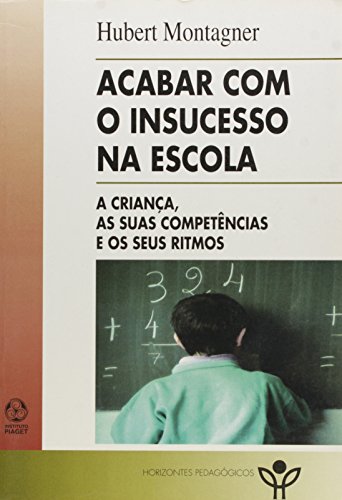 Hubert Montagner
ACABAR COM
O INSUCESSO
NA ESCOLA
A CRIANÇA,
AS SUAS COMPETÊNCIAS
E OS SEUS RITMOS
3 2,4
+ 4
INSTITUTO
PIAGET
HORIZONTES PEDAGÓGICOS